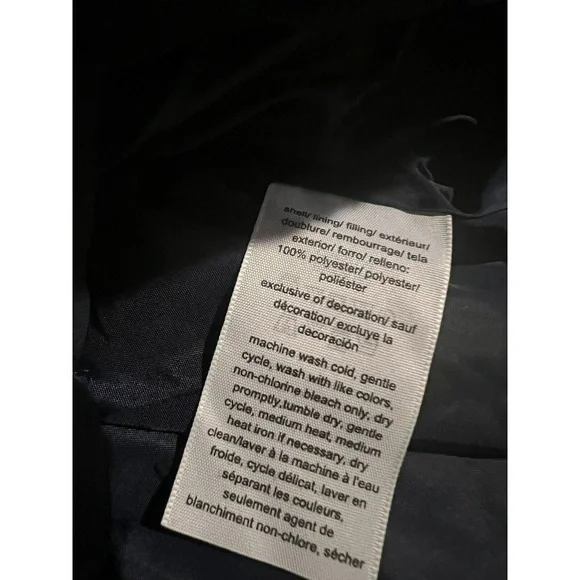 shell/ lining/ filling/ extérieur/
doublure/ rembourrage/ tela
exterior/ forro/ relleno:
100% polyester/ polyester/
poliéster
exclusive of decoration/ sauf
décoration/ excluye la
decoración
machine wash cold, gentle
cycle, wash with like colors,
non-chlorine bleach only, dry
promptly,tumble dry, gentle
cycle, medium heat, medium
heat iron if necessary, dry
clean/laver à la machine à l'eau
froide, cycle délicat, laver en
séparant les couleurs,
seulement agent de
blanchiment non-chlore, sécher